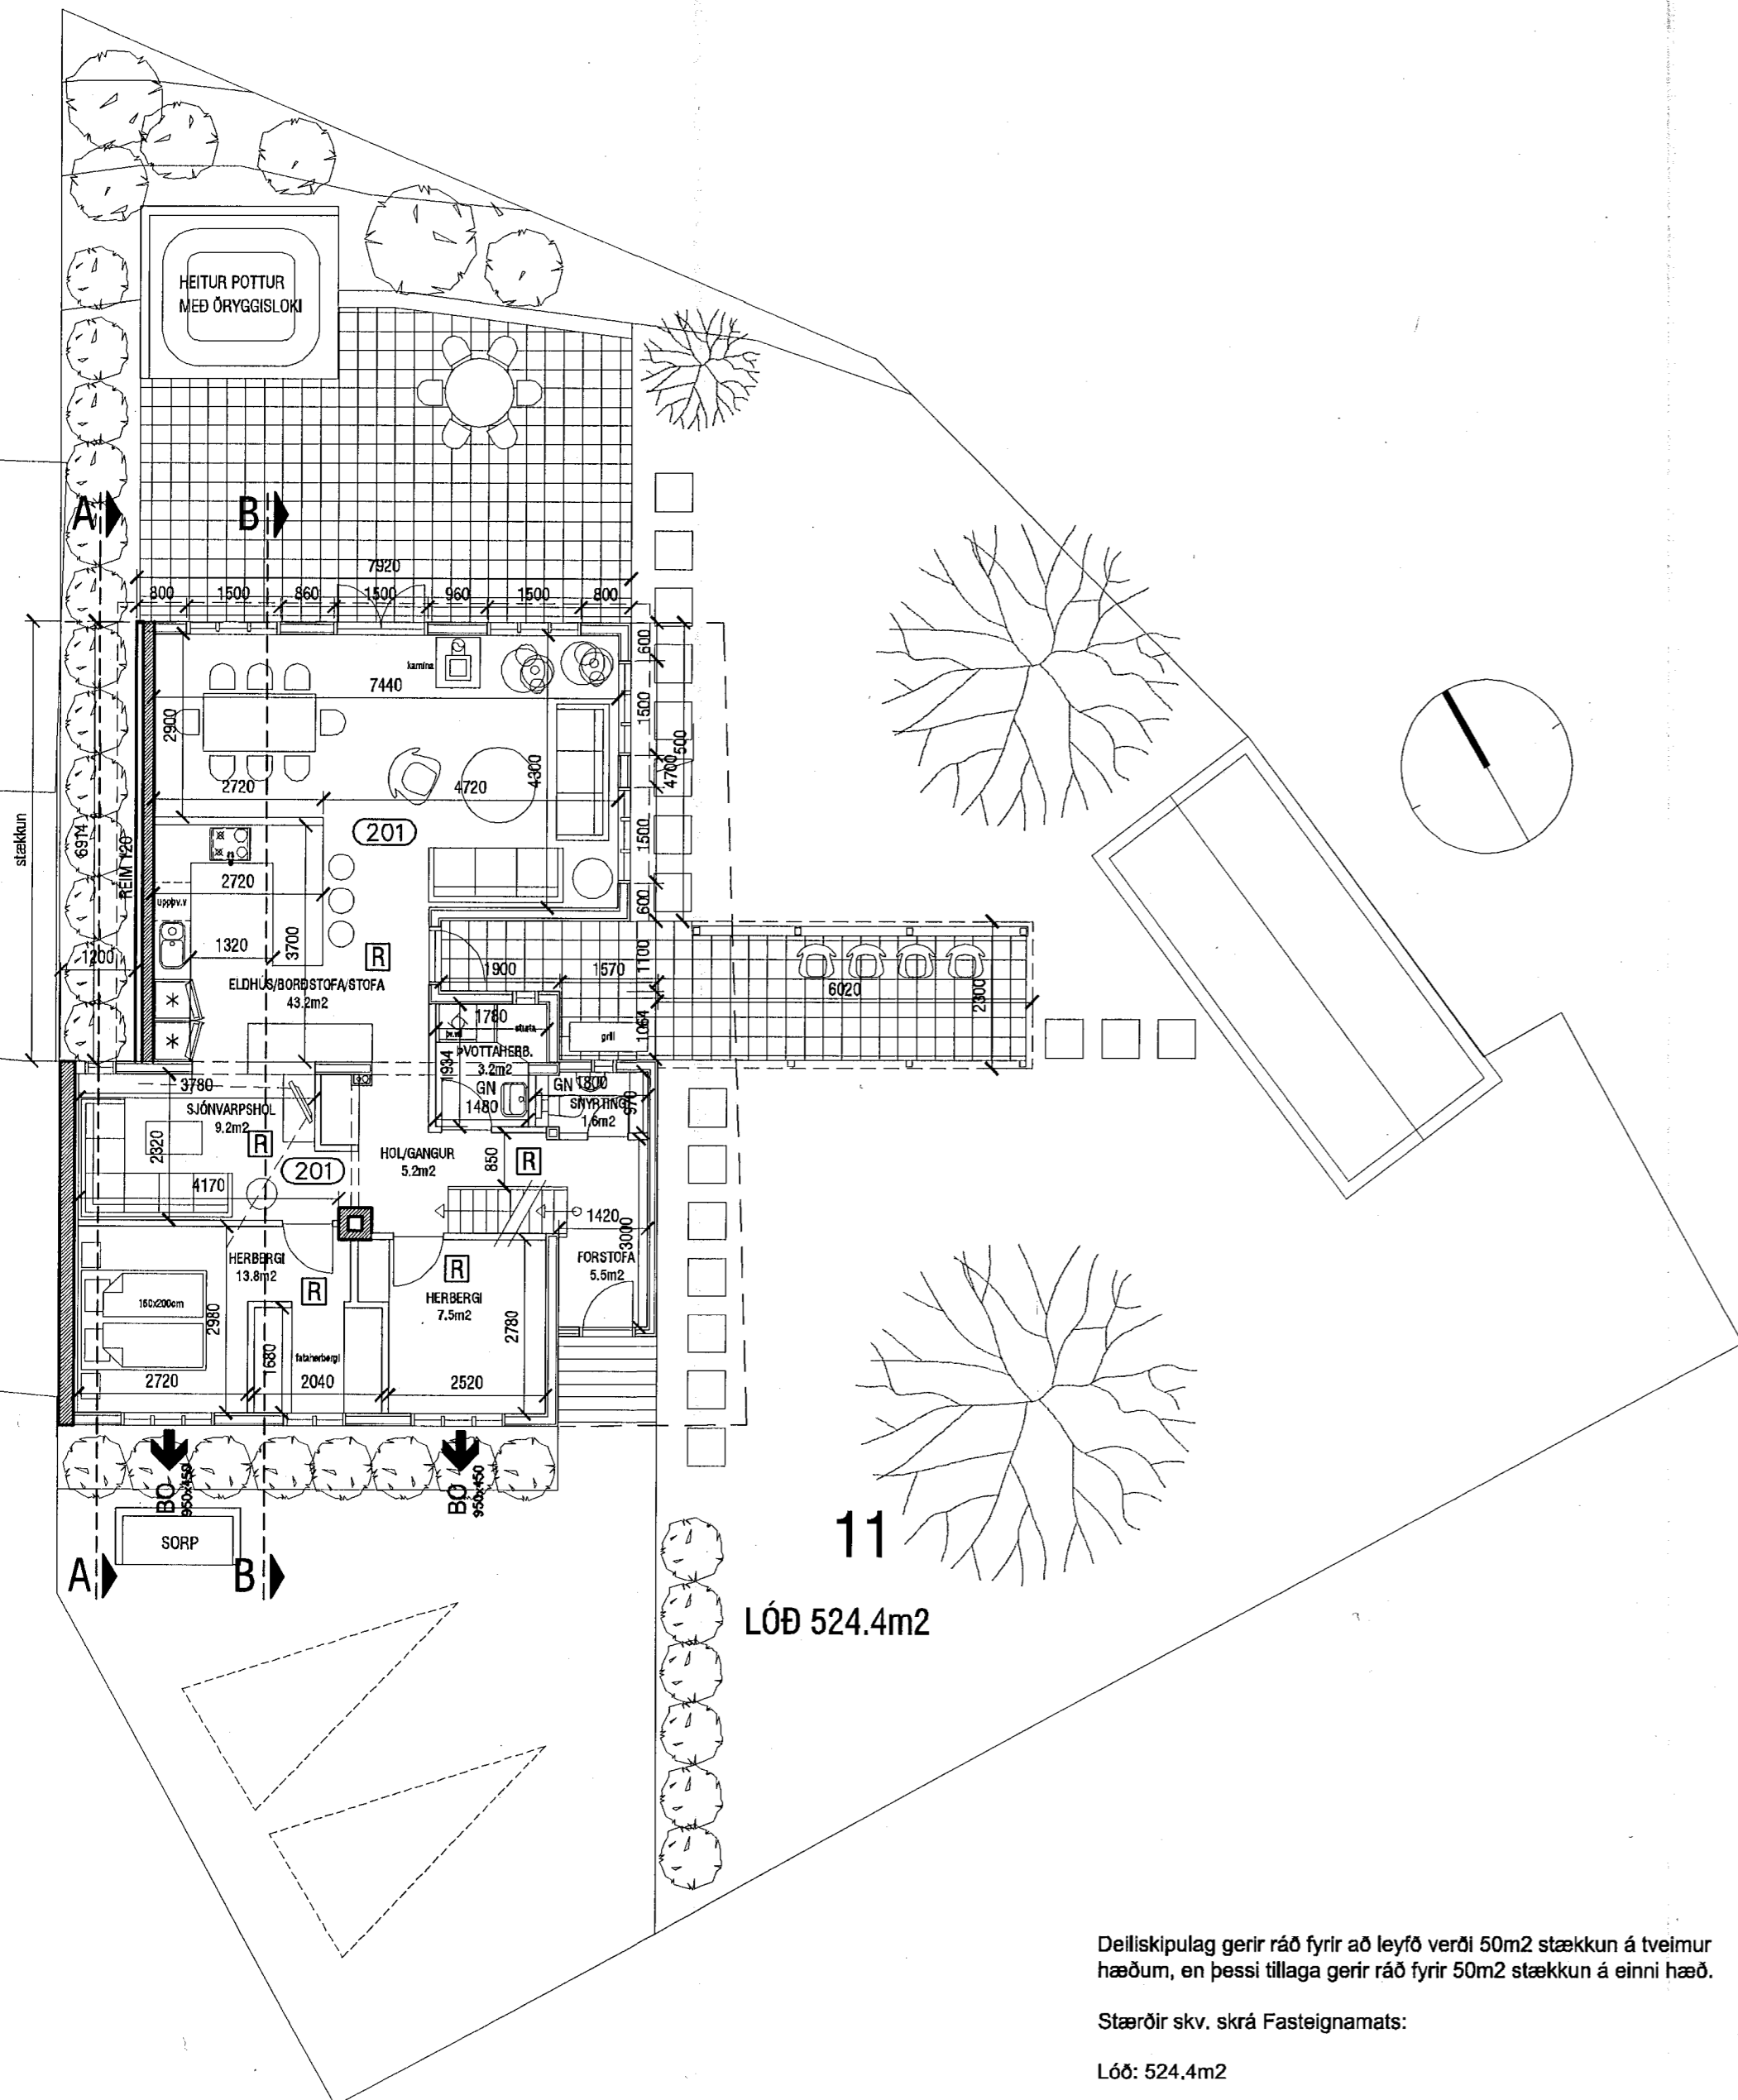 HEITUR POTTUR
MEÐ ÖRYGGISLOKI
A
B
7920
800
1500
860
1500
960
1500
800
kamína
600
7440
2900
1500
500
4700
4300
2720
4720
stækkun
6914
REIM 120
201
1500
2720
uppþv.v
600
1320
3700
R
1200
1900
1570
1100
6020
2300
ELDHÚS/BORÐSTOFA/STOFA
43.2m2
1780
sturta
grill
1064
ÞVOTTAHERB.
3.2m2
1934
GN
1480
GN
1800
SNYRTING
1.6m2
970
3780
SJÓNVARPSHOL
9.2m2
R
2320
201
HOL/GANGUR
5.2m2
850
R
4170
1420
3000
HERBERGI
13.8m2
R
FORSTOFA
5.5m2
R
HERBERGI
7.5m2
160x200cm
2980
2780
1680
fataherbergi
2720
2040
2520
BO
950x450
BO
950x450
SORP
A
B
11
LÓÐ 524.4m2
Deiliskipulag gerir ráð fyrir að leyfð verði 50m2 stækkun á tveimur
hæðum, en þessi tillaga gerir ráð fyrir 50m2 stækkun á einni hæð.
Stærðir skv. skrá Fasteignamats:
Lóð: 524.4m2